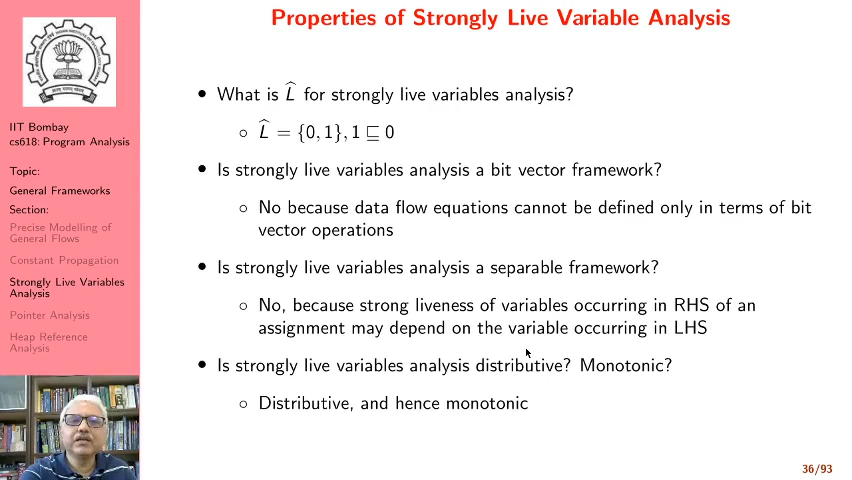 Properties of Strongly Live Variable Analysis
IIT Bombay
cs618: Program Analysis
Topic:
General Frameworks
Section:
Precise Modelling of
General Flows
Constant Propagation
Strongly Live Variables
Analysis
Pointer Analysis
Heap Reference
Analysis
• What is L̂ for strongly live variables analysis?
◦ L̂ = {0, 1}, 1 ⊑ 0
• Is strongly live variables analysis a bit vector framework?
◦ No because data flow equations cannot be defined only in terms of bit
vector operations
• Is strongly live variables analysis a separable framework?
◦ No, because strong liveness of variables occurring in RHS of an
assignment may depend on the variable occurring in LHS
• Is strongly live variables analysis distributive? Monotonic?
◦ Distributive, and hence monotonic
36/93